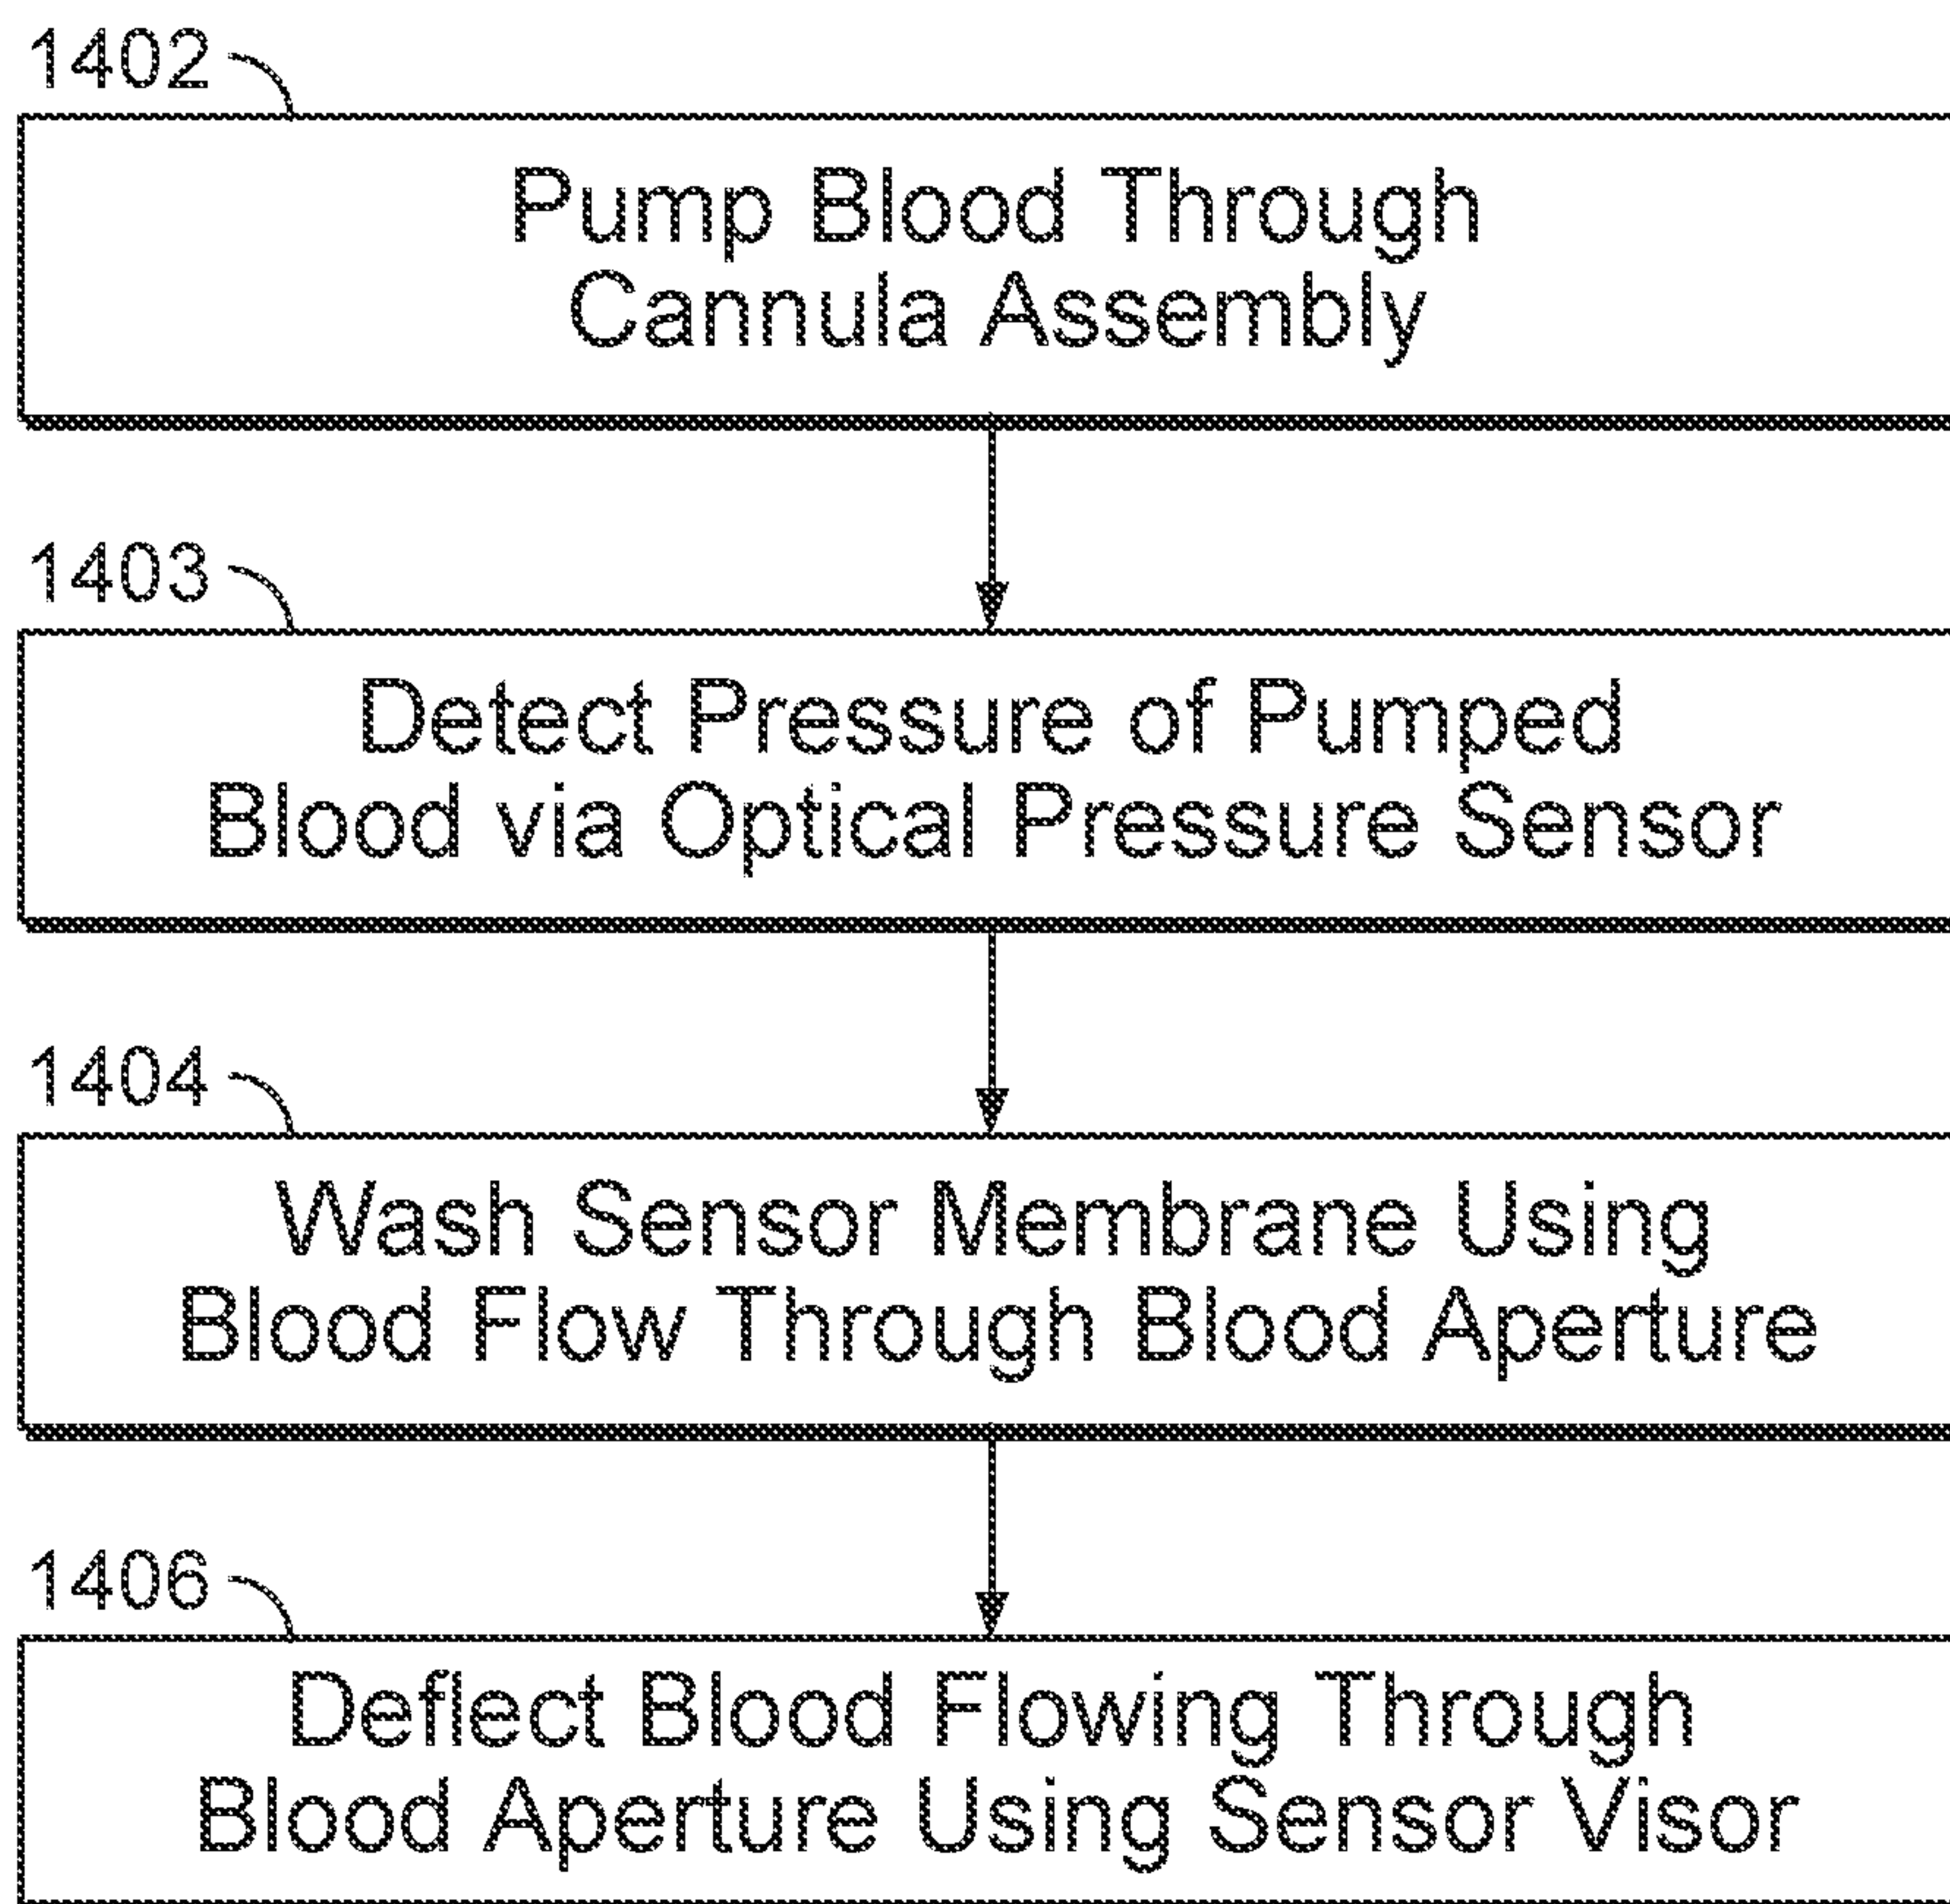 1402
Pump Blood Through
Cannula Assembly
1403
Detect Pressure of Pumped
Blood via Optical Pressure Sensor
1404
Wash Sensor Membrane Using
Blood Flow Through Blood Aperture
1406
Deflect Blood Flowing Through
Blood Aperture Using Sensor Visor